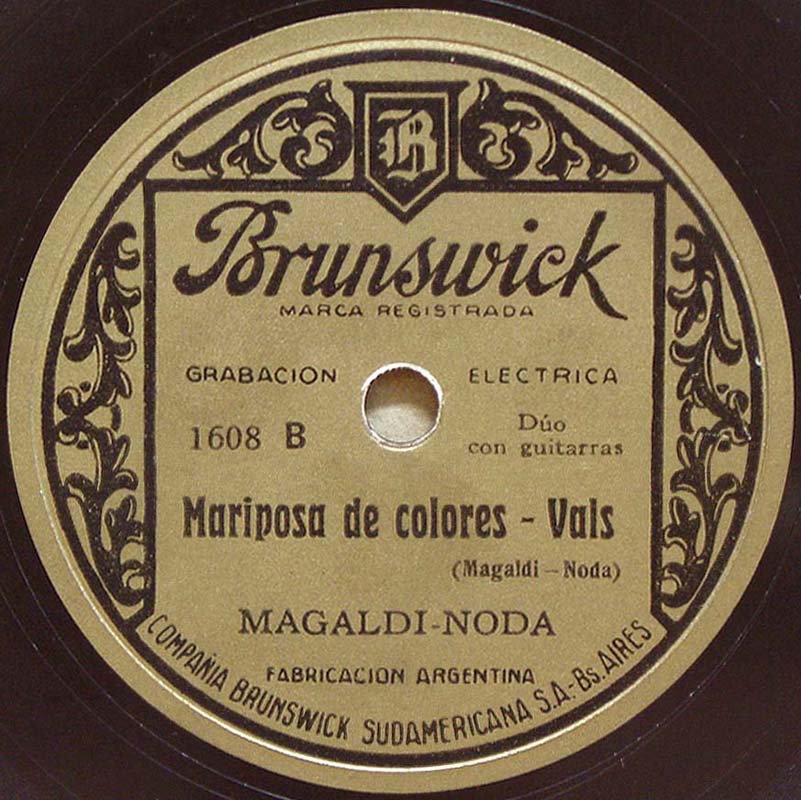 B
Brunswick
MARCA REGISTRADA
GRABACION ELECTRICA
1608 B
Dúo
con guitarras
Mariposa de colores - Vals
(Magaldi – Noda)
MAGALDI-NODA
FABRICACION ARGENTINA
COMPAÑIA BRUNSWICK SUDAMERICANA S.A.-Bs. AIRES